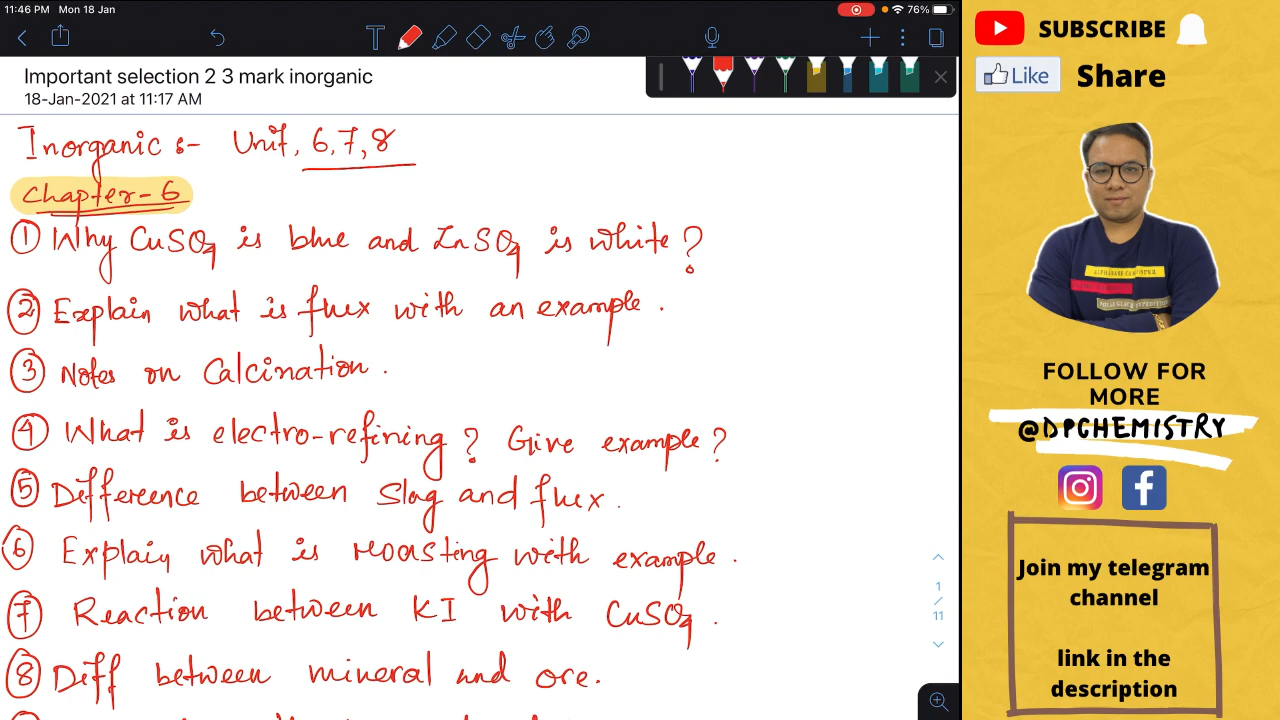 11:46 PM Mon 18 Jan
76%
Important selection 2 3 mark inorganic
18-Jan-2021 at 11:17 AM
Inorganic :- Unit, 6,7,8
Chapter-6
① Why CuSO4 is blue and ZnSO4 is white?
② Explain what is flux with an example.
③ Notes on Calcination.
④ What is electro-refining? Give example?
⑤ Difference between Slag and flux.
⑥ Explain what is roasting with example.
⑦ Reaction between KI with CuSO4.
⑧ Diff between mineral and ore.
1
/
11
SUBSCRIBE
Like Share
FOLLOW FOR
MORE
@DPCHEMISTRY
Join my telegram
channel
link in the
description